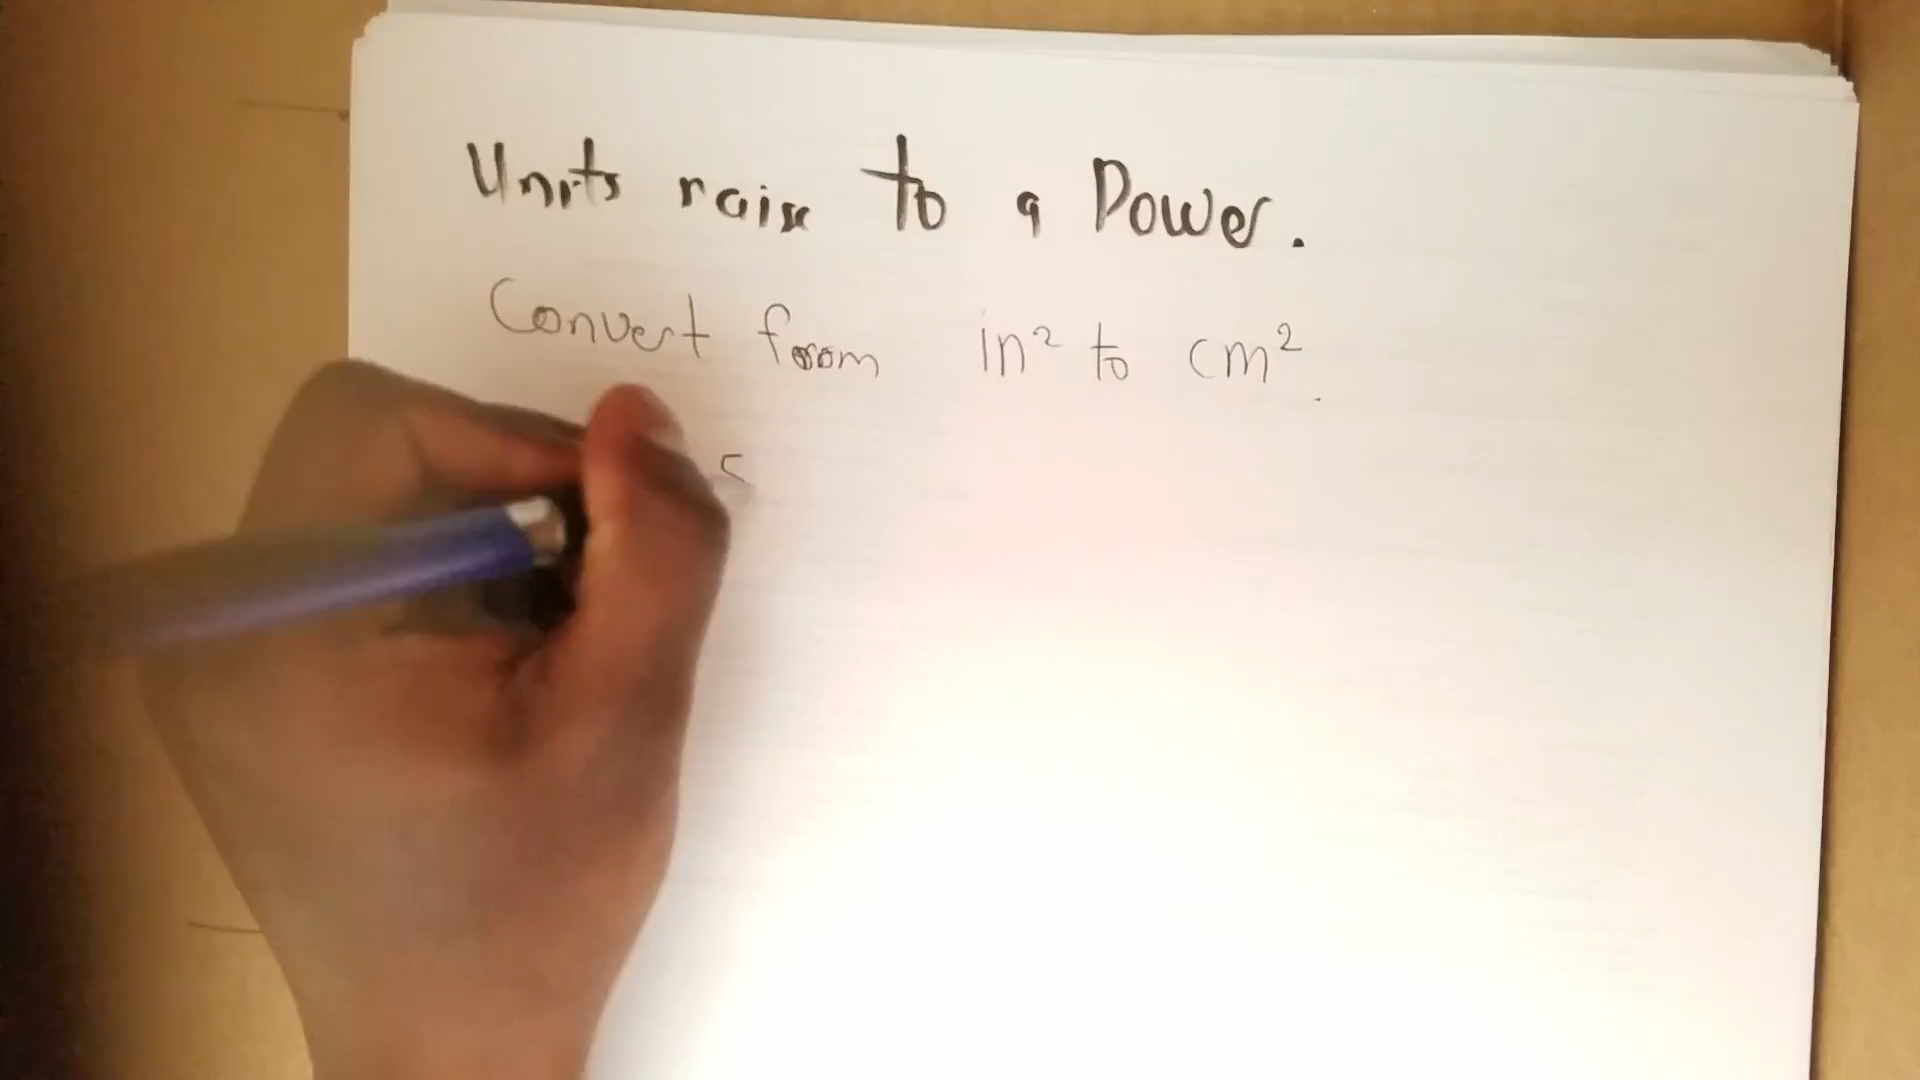 Units raise to a Power.
Convert from in² to cm².
5